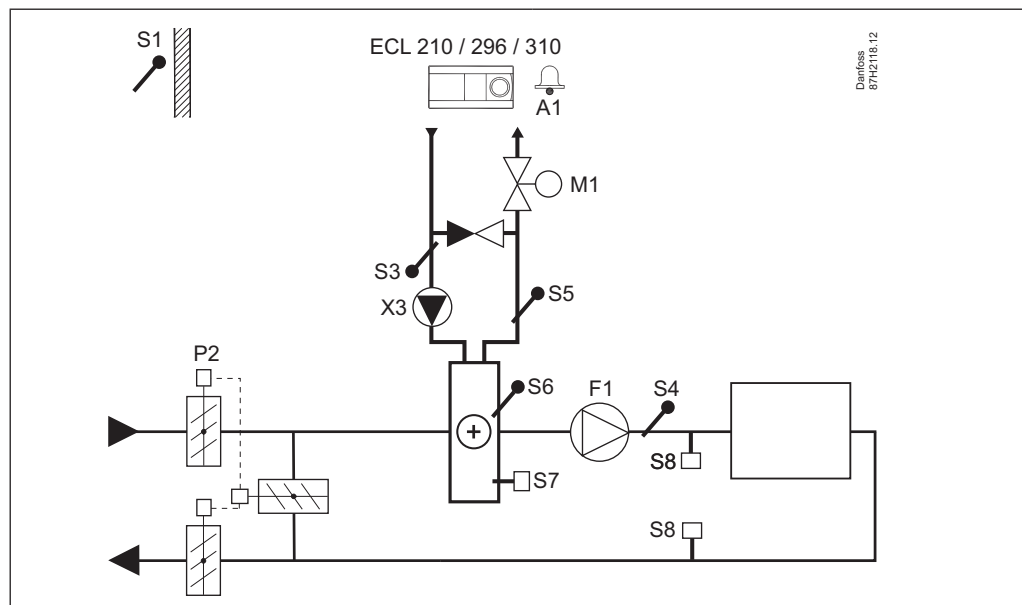 S1
ECL 210 / 296 / 310
Danfoss
87H2118.12
A1
M1
S3
S5
X3
P2
S6
F1
S4
S8
S7
S8